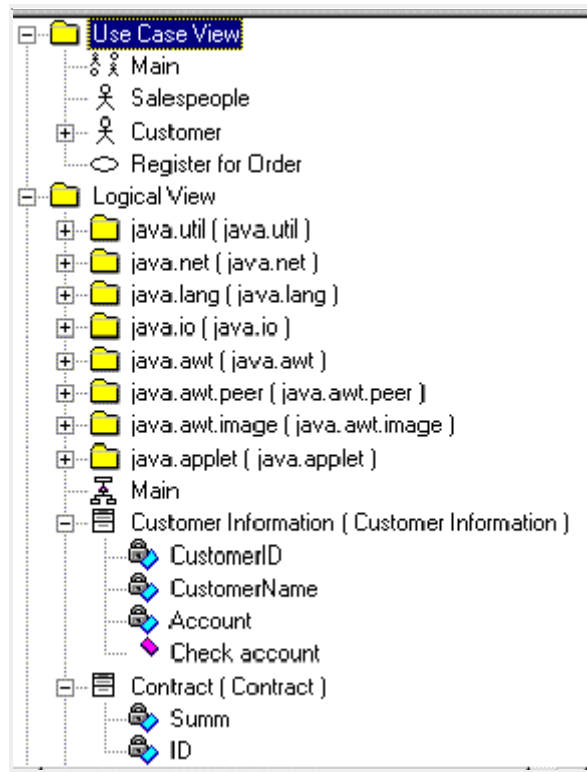 Use Case View
Main
Salespeople
Customer
Register for Order
Logical View
java.util ( java.util )
java.net ( java.net )
java.lang ( java.lang )
java.io ( java.io )
java.awt ( java.awt )
java.awt.peer ( java.awt.peer )
java.awt.image ( java.awt.image )
java.applet ( java.applet )
Main
Customer Information ( Customer Information )
CustomerID
CustomerName
Account
Check account
Contract ( Contract )
Summ
ID